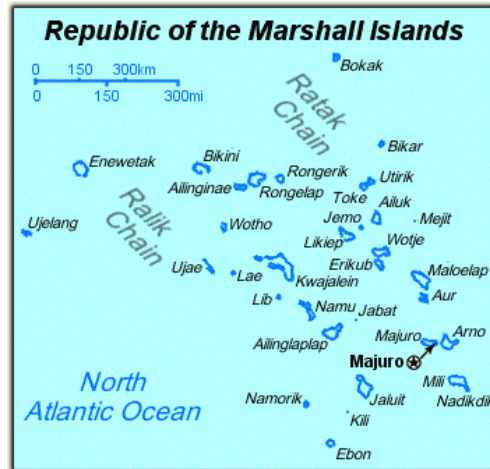 Republic of the Marshall Islands
0 150 300km
0 150 300mi
Bokak
Ratak
Chain
Bikar
Enewetak
Bikini
Rongerik
Utirik
Ailinginae
Rongelap
Toke
Ailuk
Ralik
Chain
Ujelang
Wotho
Jemo
Mejit
Likiep
Wotje
Ujae
Lae
Erikub
Kwajalein
Maloelap
Lib
Namu
Jabat
Aur
Ailinglaplap
Majuro
Arno
Majuro
North
Atlantic Ocean
Mili
Nadikdik
Namorik
Jaluit
Kili
Ebon